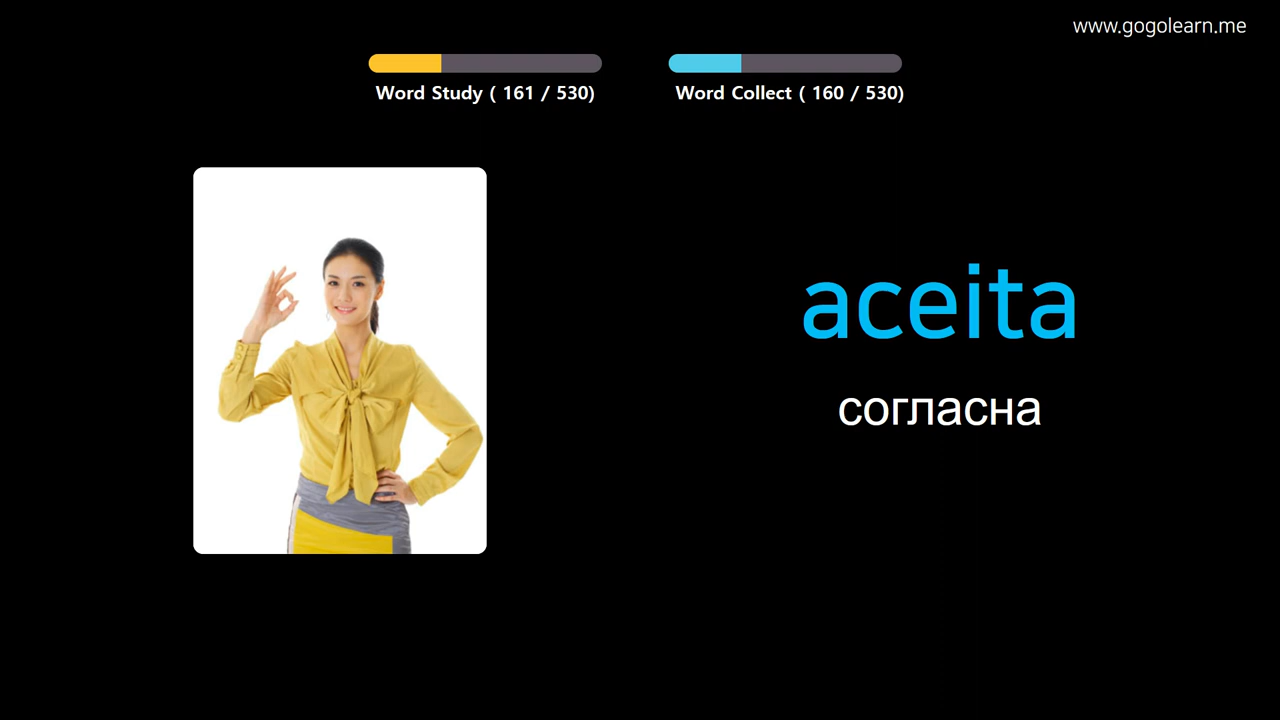 www.gogolearn.me
Word Study ( 161 / 530)
Word Collect ( 160 / 530)
aceita
согласна